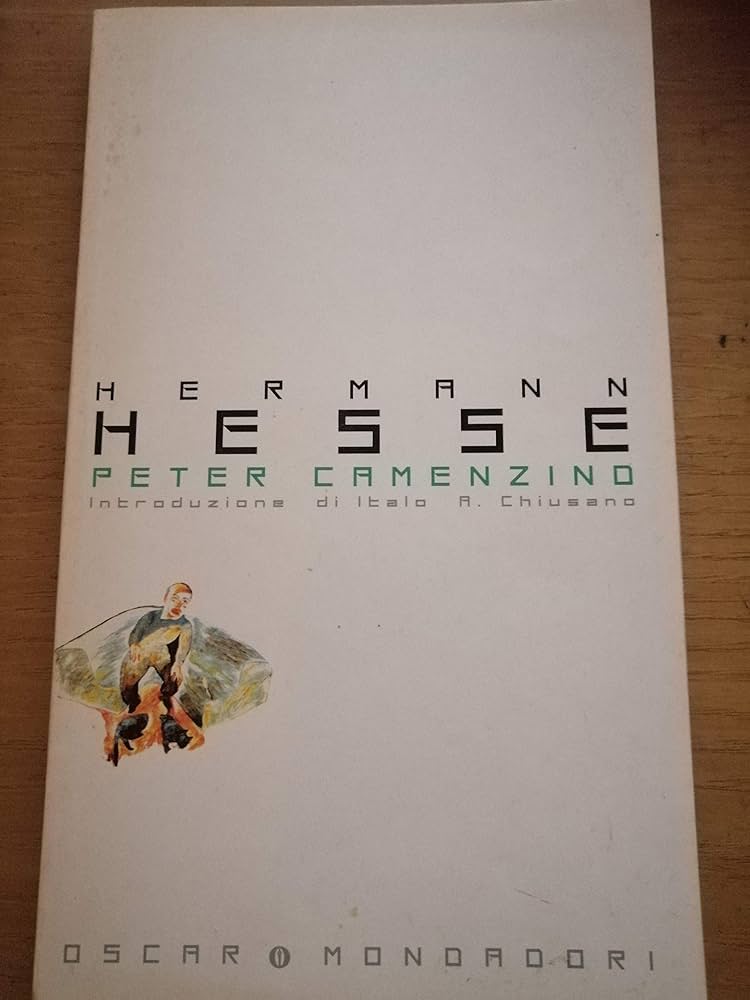 HERMANN
HESSE
PETER CAMENZIND
Introduzione di Italo A. Chiusano
OSCAR MONDADORI